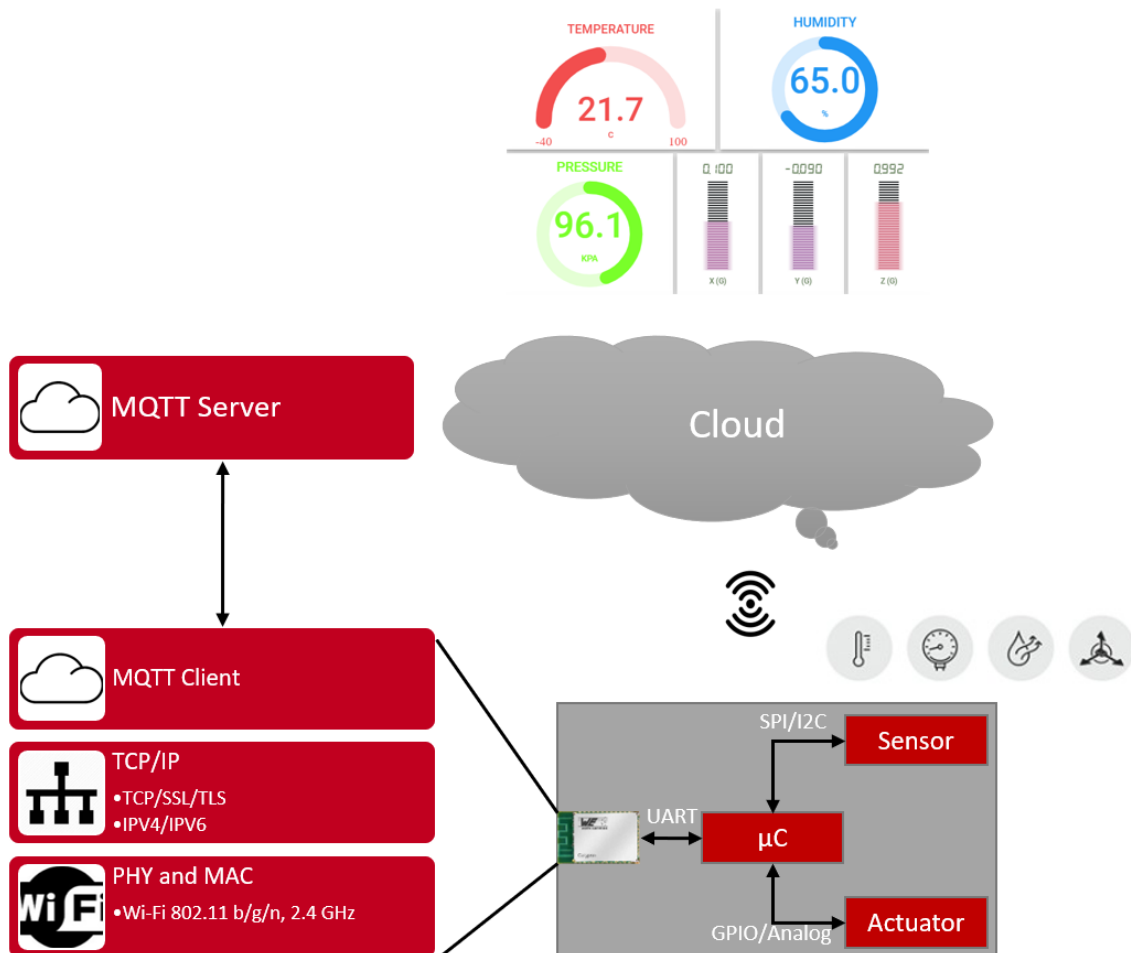 TEMPERATURE
21.7
C
-40
100
HUMIDITY
65.0
%
PRESSURE
96.1
KPA
0.100
X (G)
-0.090
Y (G)
0.992
Z (G)
MQTT Server
Cloud
MQTT Client
TCP/IP
•TCP/SSL/TLS
•IPV4/IPV6
PHY and MAC
•Wi-Fi 802.11 b/g/n, 2.4 GHz
Wi Fi
SPI/I2C
Sensor
UART
µC
GPIO/Analog
Actuator